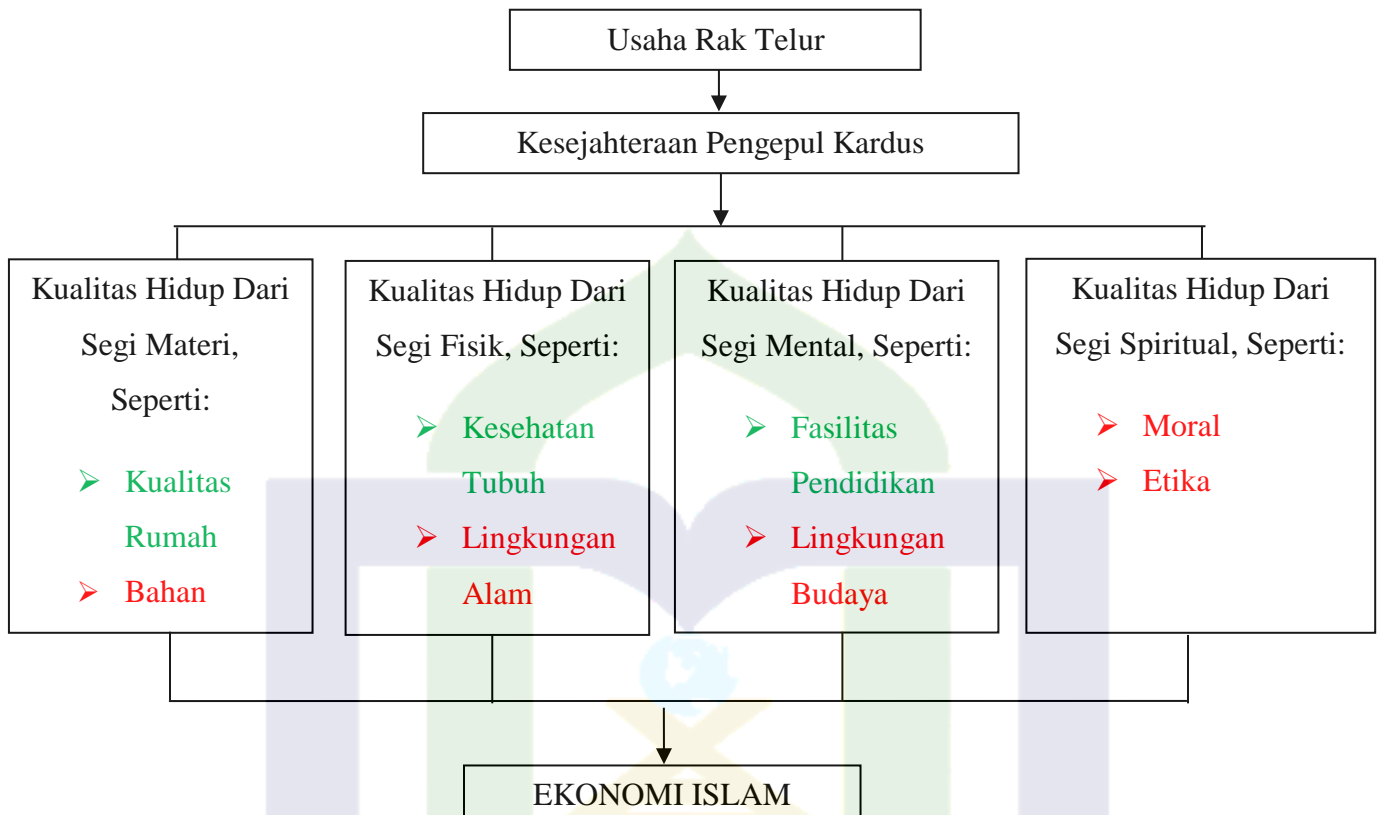 Usaha Rak Telur
Kesejahteraan Pengepul Kardus
Kualitas Hidup Dari
Segi Materi,
Seperti:
➢ Kualitas
Rumah
➢ Bahan
Kualitas Hidup Dari
Segi Fisik, Seperti:
➢ Kesehatan
Tubuh
➢ Lingkungan
Alam
Kualitas Hidup Dari
Segi Mental, Seperti:
➢ Fasilitas
Pendidikan
➢ Lingkungan
Budaya
Kualitas Hidup Dari
Segi Spiritual, Seperti:
➢ Moral
➢ Etika
EKONOMI ISLAM